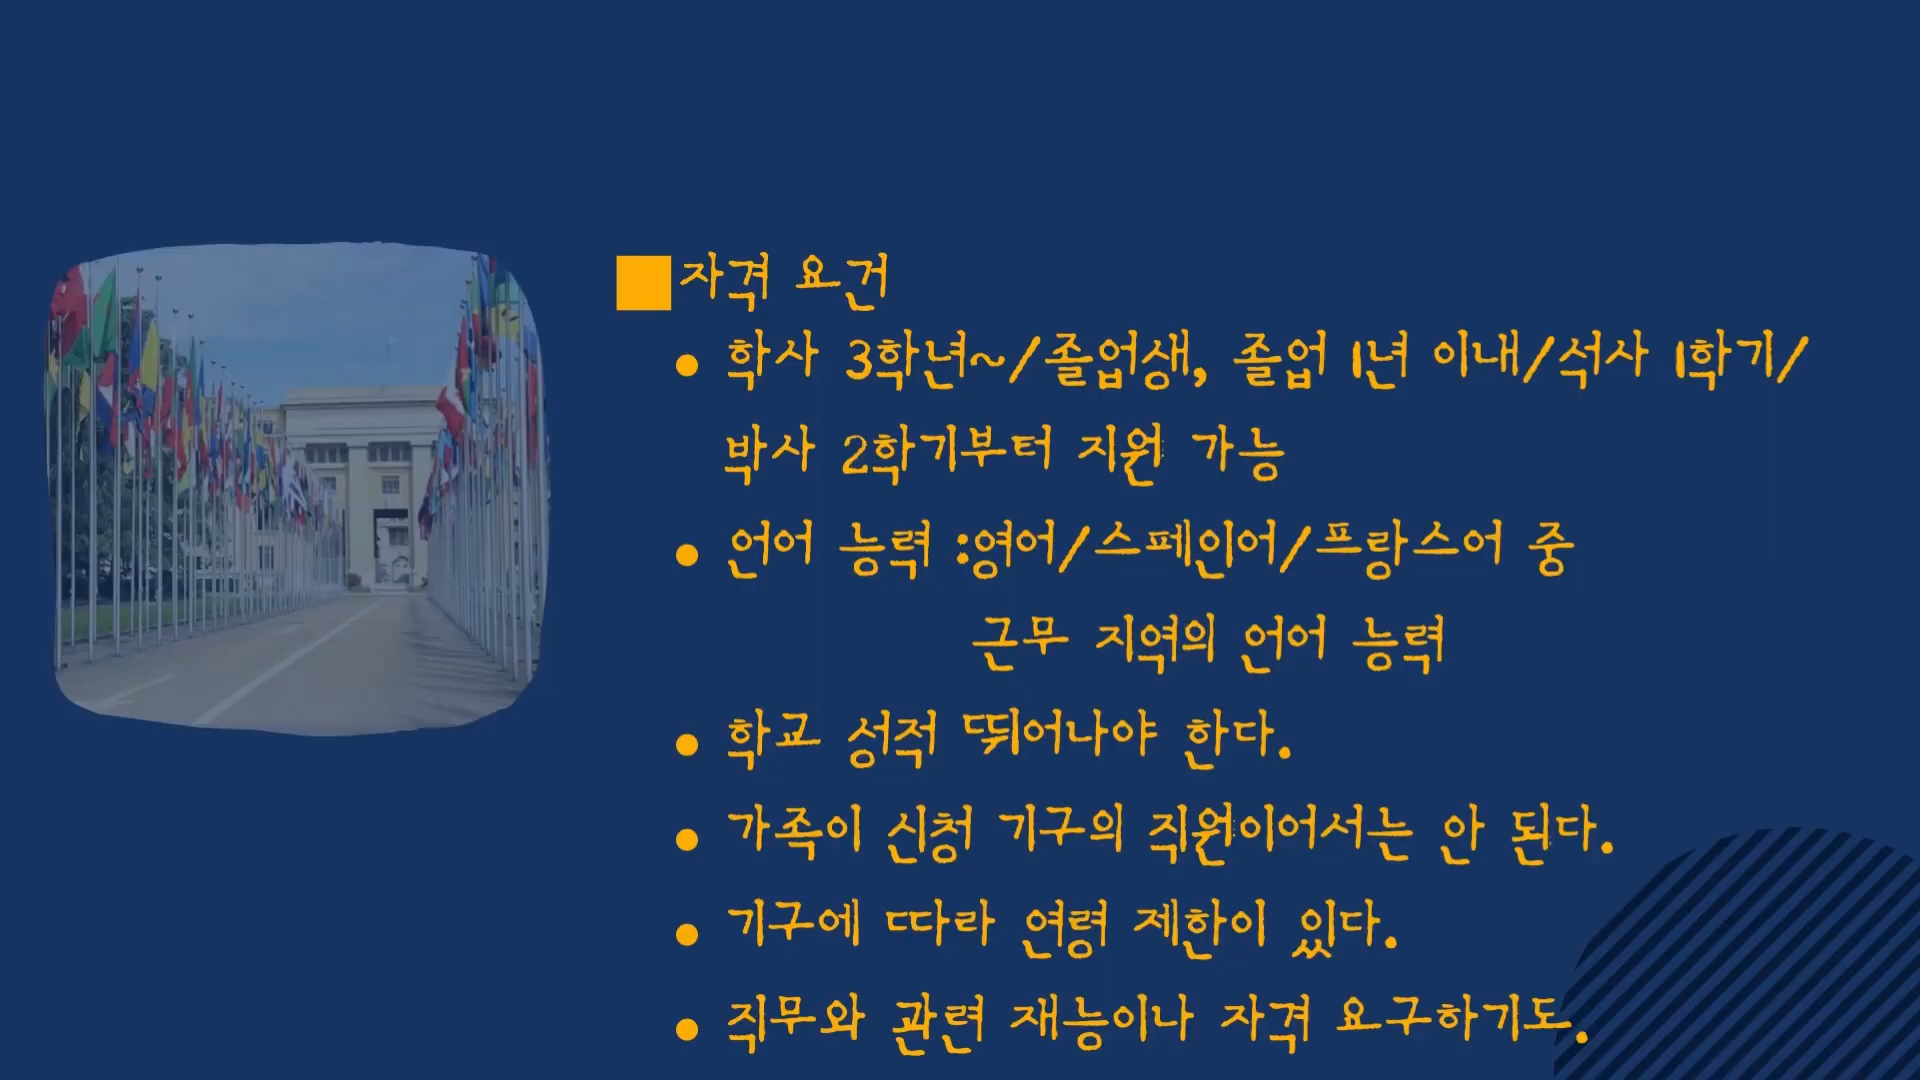 자격 요건
학사 3학년~/졸업생, 졸업 1년 이내/석사 1학기/
박사 2학기부터 지원 가능
언어 능력 :영어/스페인어/프랑스어 중
근무 지역의 언어 능력
학교 성적 뛰어나야 한다.
가족이 신청 기구의 직원이어서는 안 된다.
기구에 따라 연령 제한이 있다.
직무와 관련 재능이나 자격 요구하기도.